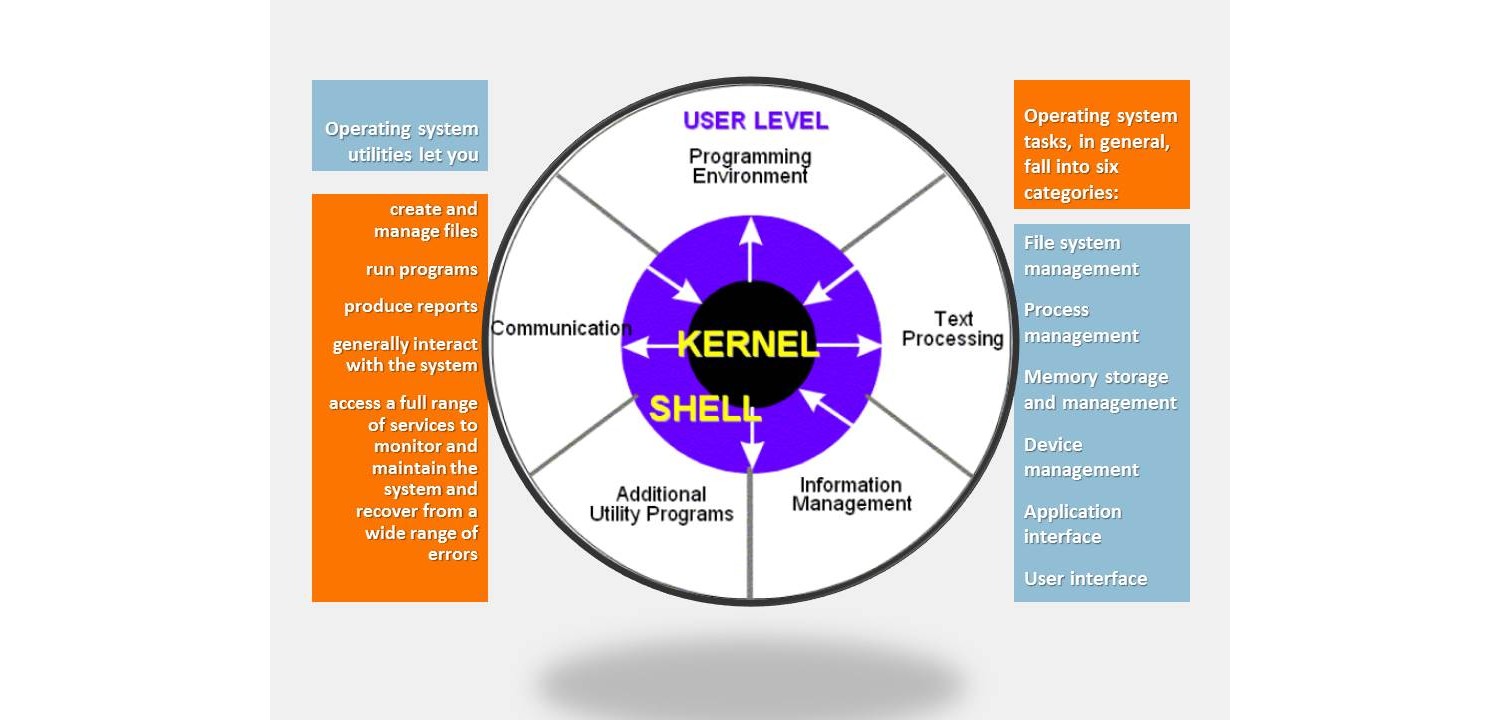 Operating system
utilities let you
create and
manage files
run programs
produce reports
generally interact
with the system
access a full range
of services to
monitor and
maintain the
system and
recover from a
wide range of
errors
USER LEVEL
Programming
Environment
Communication
Text
Processing
KERNEL
SHELL
Additional
Utility Programs
Information
Management
Operating system
tasks, in general,
fall into six
categories:
File system
management
Process
management
Memory storage
and management
Device
management
Application
interface
User interface